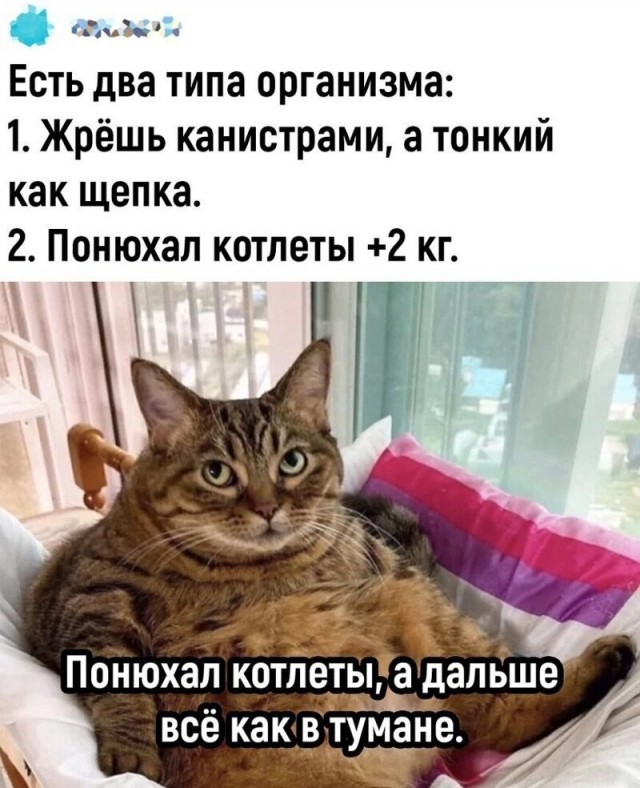 Есть два типа организма:
1. Жрёшь канистрами, а тонкий
как щепка.
2. Понюхал котлеты +2 кг.
Понюхал котлеты, а дальше
всё как в тумане.